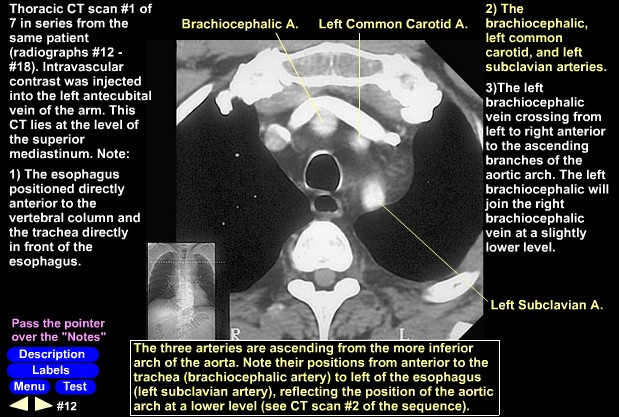 Thoracic CT scan #1 of
7 in series from the
same patient
(radiographs #12 -
#18). Intravascular
contrast was injected
into the left antecubital
vein of the arm. This
CT lies at the level of
the superior
mediastinum. Note:
1) The esophagus
positioned directly
anterior to the
vertebral column and
the trachea directly
in front of the
esophagus.
Brachiocephalic A.
Left Common Carotid A.
2) The
brachiocephalic,
left common
carotid, and left
subclavian arteries.
3)The left
brachiocephalic
vein crossing from
left to right anterior
to the ascending
branches of the
aortic arch. The left
brachiocephalic will
join the right
brachiocephalic
vein at a slightly
lower level.
Left Subclavian A.
R
L
Pass the pointer
over the "Notes"
Description
Labels
Menu
Test
#12
The three arteries are ascending from the more inferior
arch of the aorta. Note their positions from anterior to the
trachea (brachiocephalic artery) to left of the esophagus
(left subclavian artery), reflecting the position of the aortic
arch at a lower level (see CT scan #2 of the sequence).